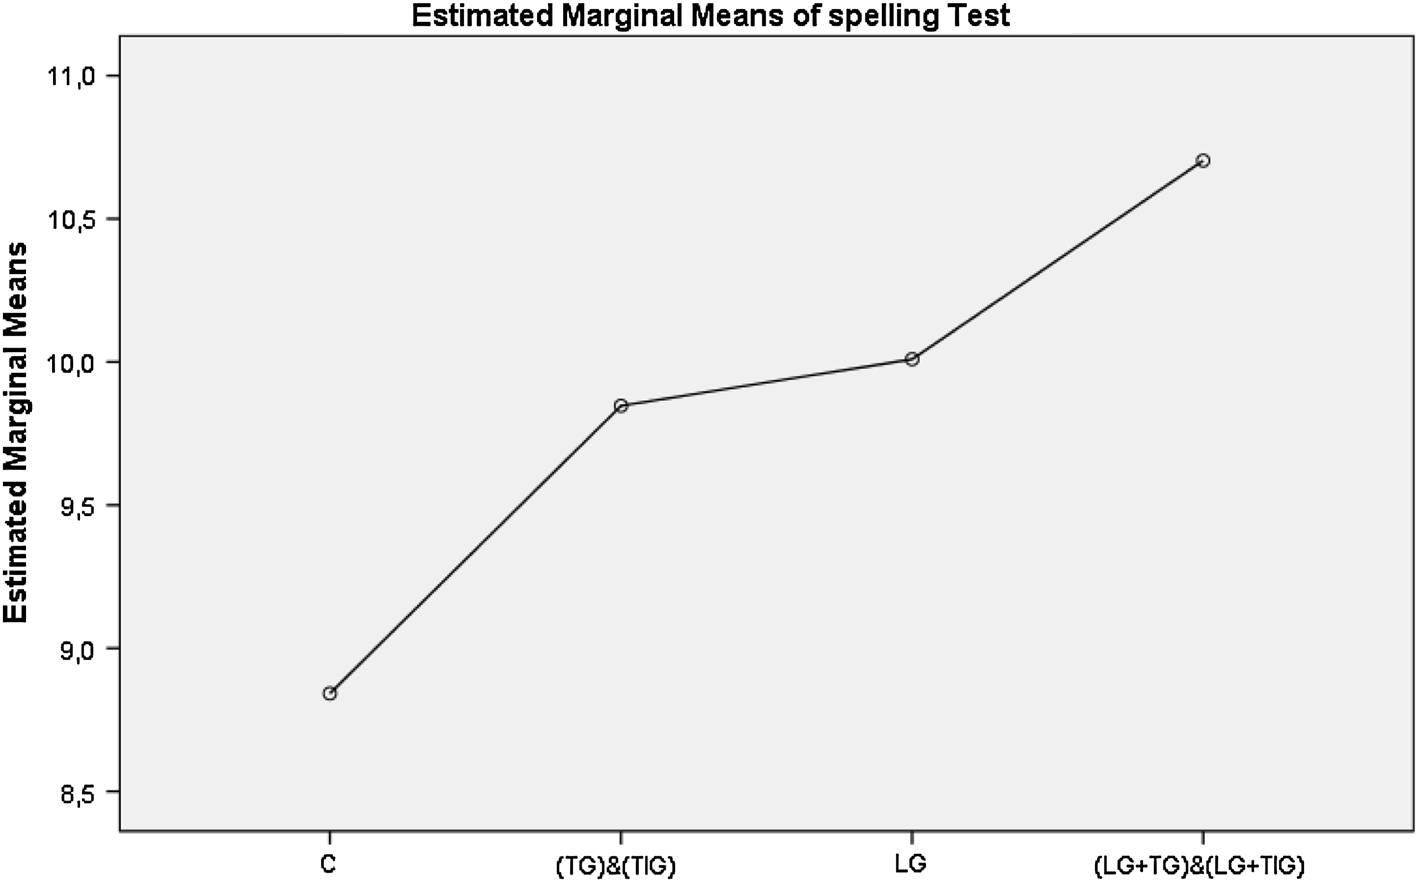 Estimated Marginal Means of spelling Test
Estimated Marginal Means
11,0
10,5
10,0
9,5
9,0
8,5
C
(TG)&(TIG)
LG
(LG+TG)&(LG+TIG)